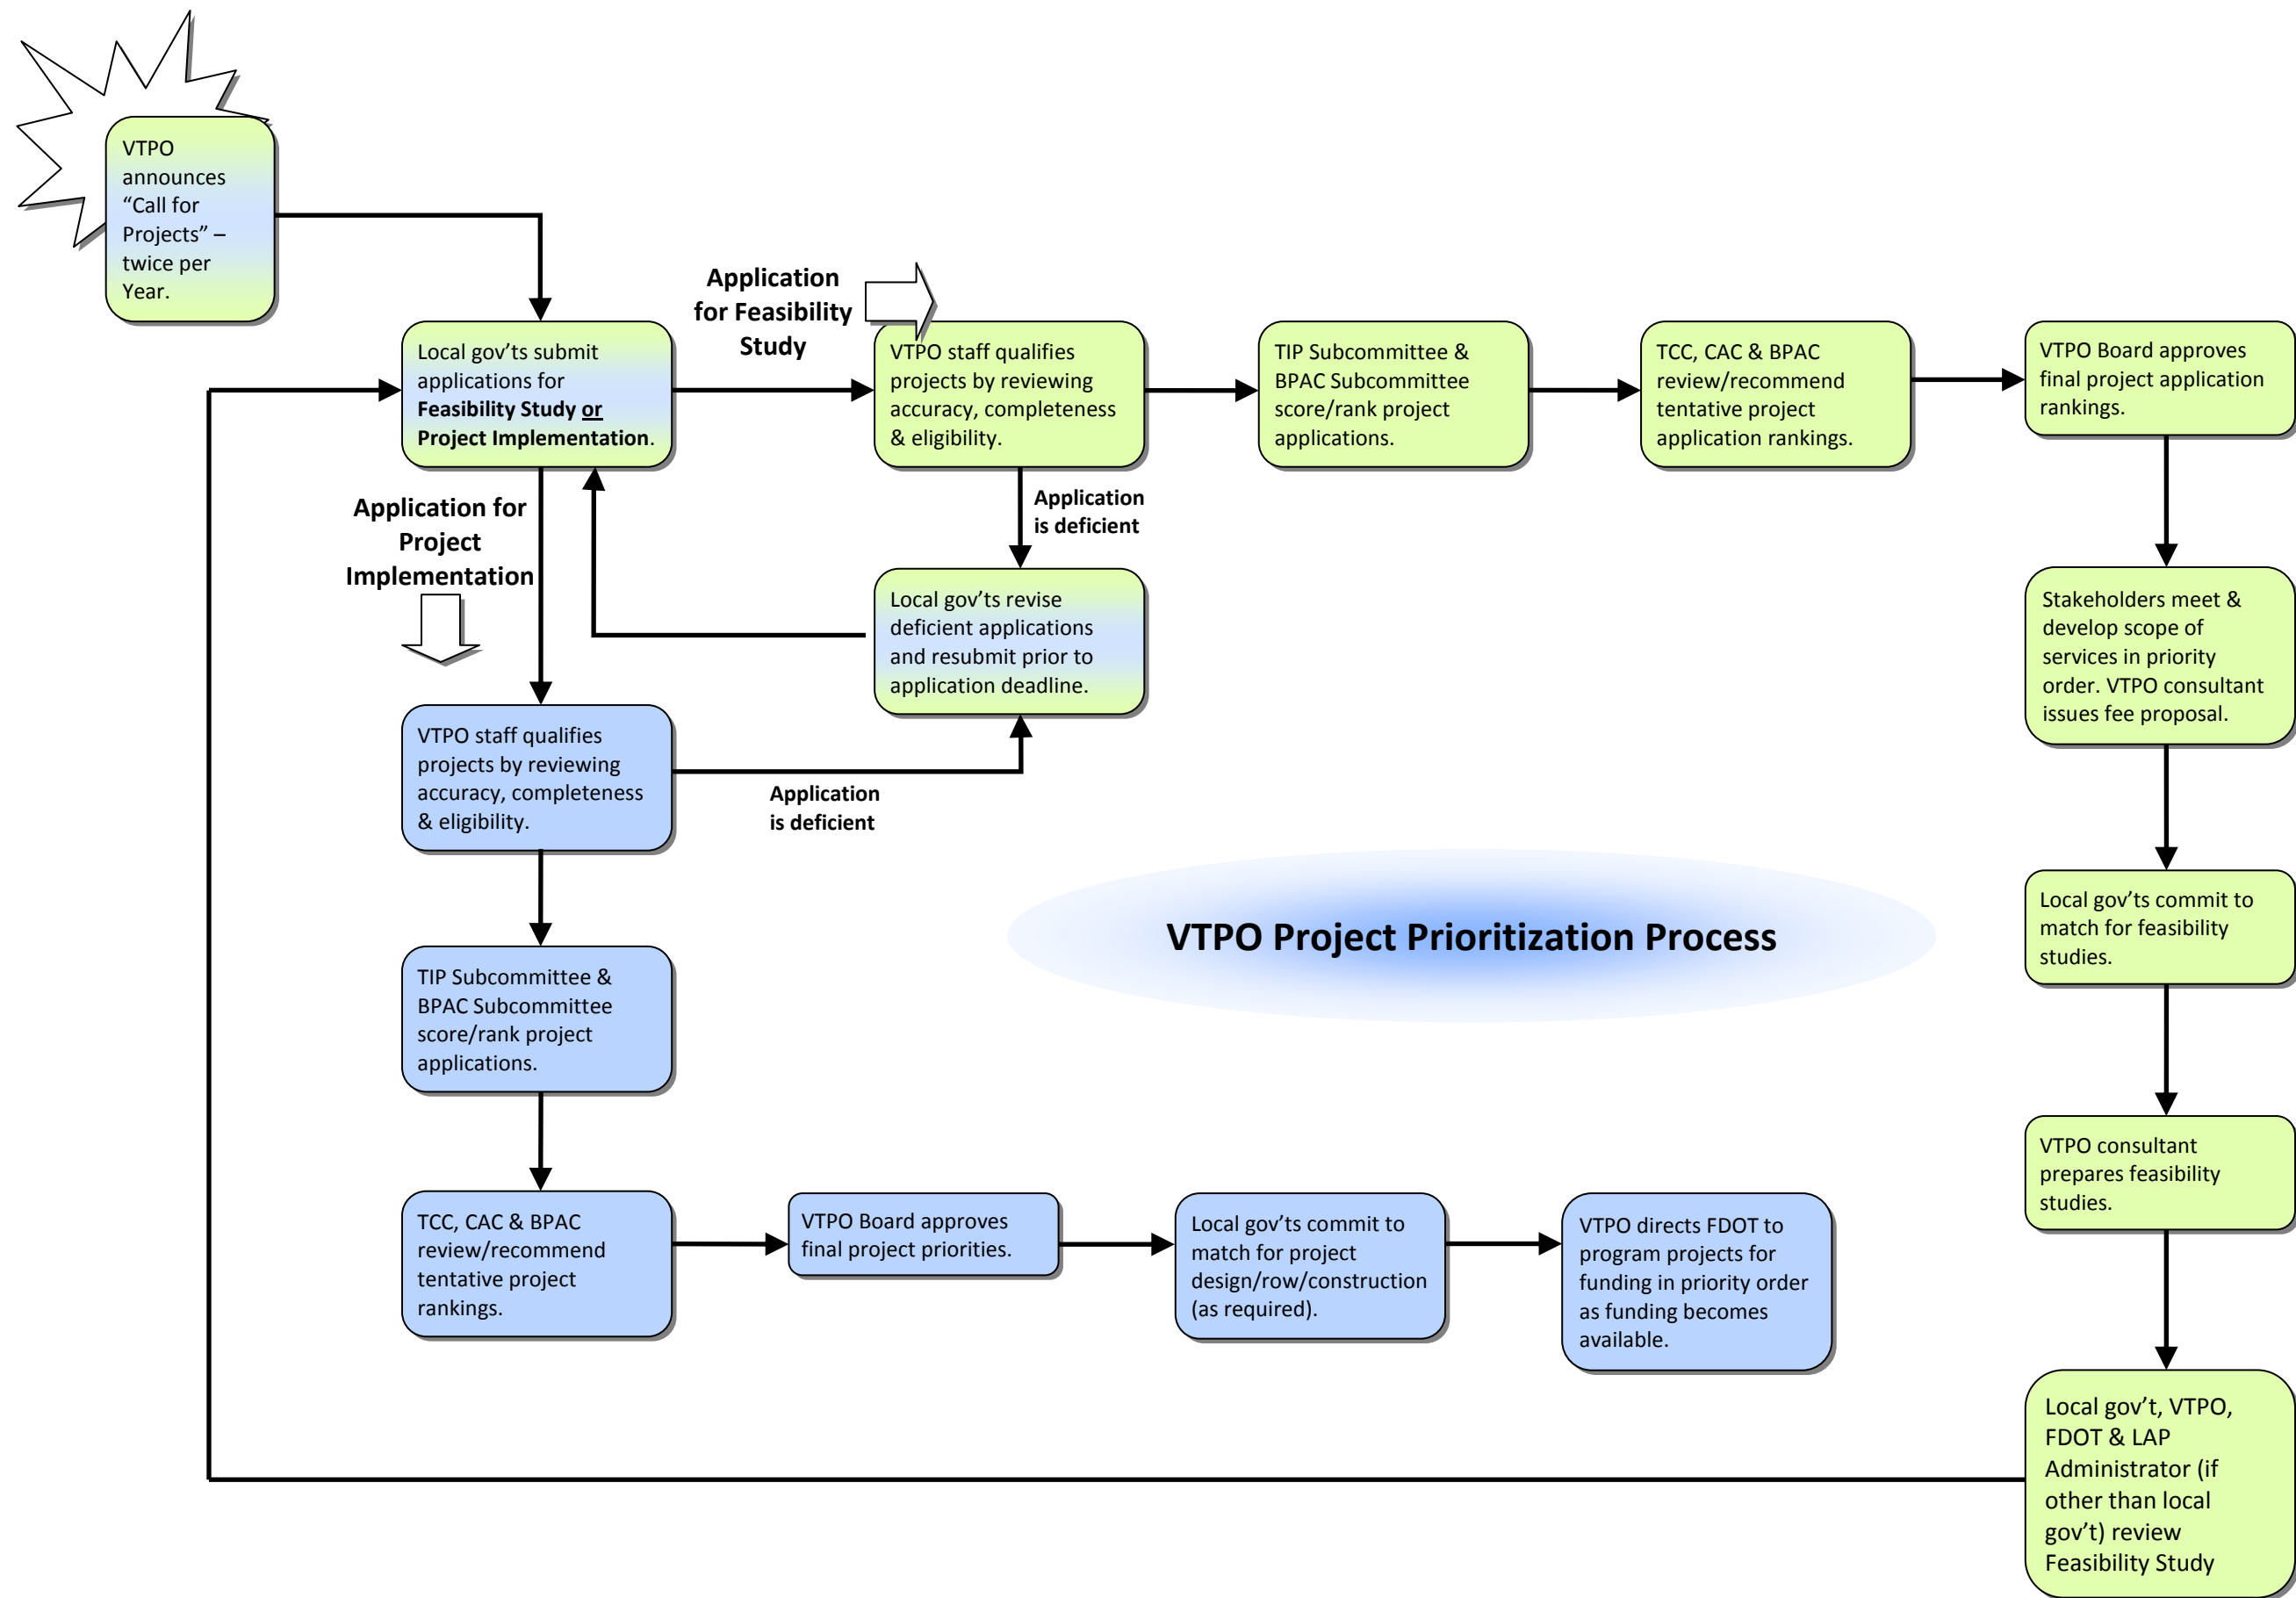 VTPO
announces
“Call for
Projects” –
twice per
Year.
Application
for Feasibility
Study
Local gov’ts submit
applications for
Feasibility Study or
Project Implementation.
VTPO staff qualifies
projects by reviewing
accuracy, completeness
& eligibility.
TIP Subcommittee &
BPAC Subcommittee
score/rank project
applications.
TCC, CAC & BPAC
review/recommend
tentative project
application rankings.
VTPO Board approves
final project application
rankings.
Application for
Project
Implementation
Application
is deficient
Local gov’ts revise
deficient applications
and resubmit prior to
application deadline.
Stakeholders meet &
develop scope of
services in priority
order. VTPO consultant
issues fee proposal.
VTPO staff qualifies
projects by reviewing
accuracy, completeness
& eligibility.
Application
is deficient
VTPO Project Prioritization Process
Local gov’ts commit to
match for feasibility
studies.
TIP Subcommittee &
BPAC Subcommittee
score/rank project
applications.
VTPO consultant
prepares feasibility
studies.
TCC, CAC & BPAC
review/recommend
tentative project
rankings.
VTPO Board approves
final project priorities.
Local gov’ts commit to
match for project
design/row/construction
(as required).
VTPO directs FDOT to
program projects for
funding in priority order
as funding becomes
available.
Local gov’t, VTPO,
FDOT & LAP
Administrator (if
other than local
gov’t) review
Feasibility Study